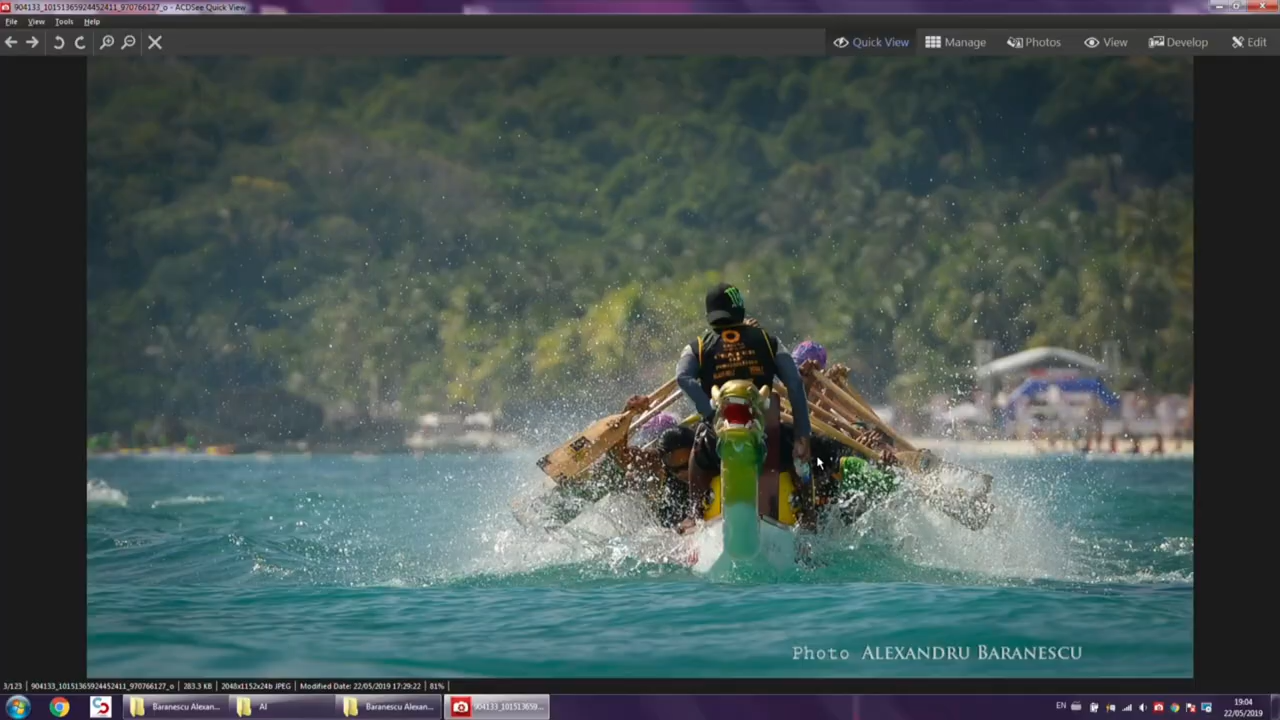 904133_10151365924452411_970766127_o - ACDSee Quick View
File View Tools Help
Quick View Manage Photos View Develop Edit
Photo ALEXANDRU BARANESCU
3/123 904133_10151365924452411_970766127_o 283.3 KB 2048x1152x24b JPEG Modified Date: 22/05/2019 17:29:22 81%
Baranescu Alexan... AI Baranescu Alexan... 904133_101513659...
EN 19:04
22/05/2019